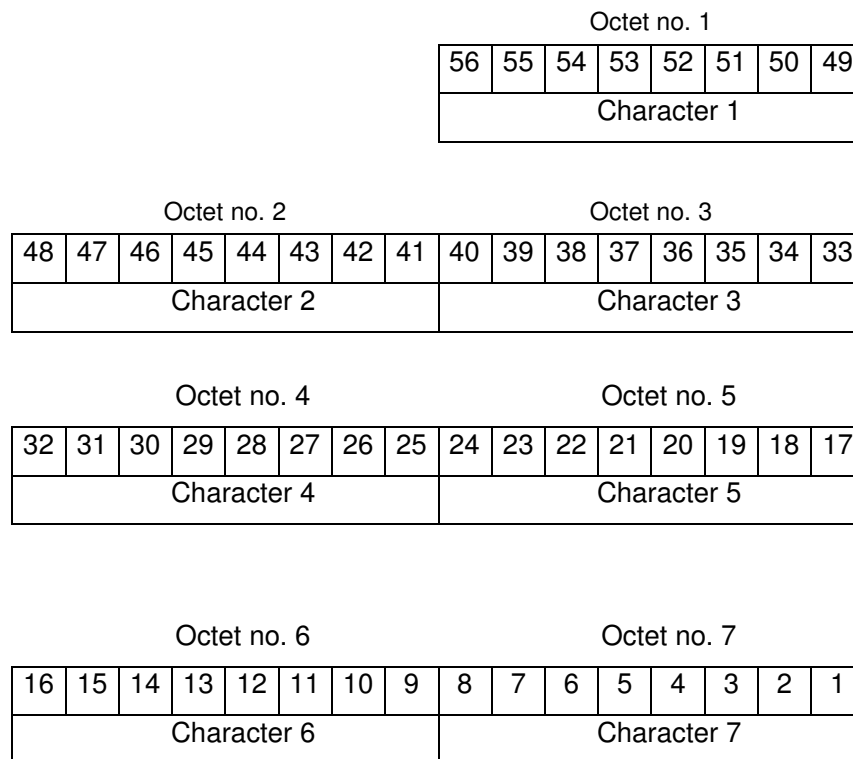 Octet no. 1
56 55 54 53 52 51 50 49
Character 1
Octet no. 2 Octet no. 3
48 47 46 45 44 43 42 41 40 39 38 37 36 35 34 33
Character 2 Character 3
Octet no. 4 Octet no. 5
32 31 30 29 28 27 26 25 24 23 22 21 20 19 18 17
Character 4 Character 5
Octet no. 6 Octet no. 7
16 15 14 13 12 11 10 9 8 7 6 5 4 3 2 1
Character 6 Character 7